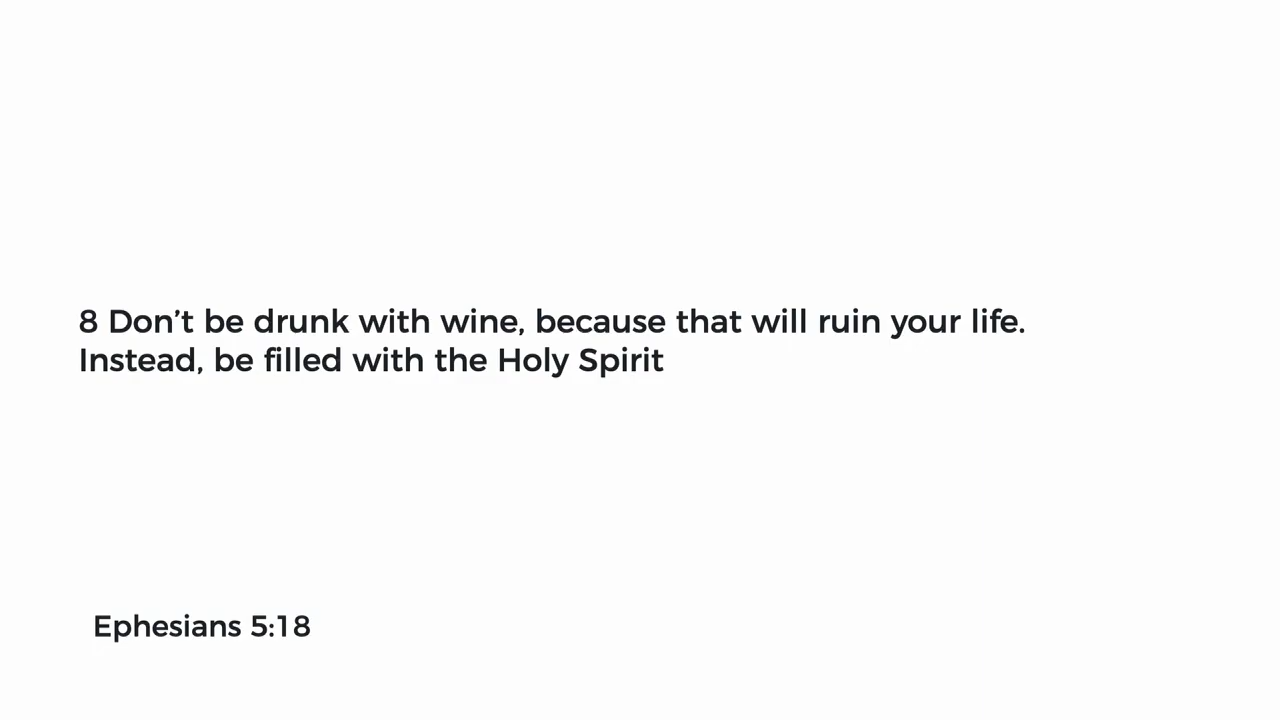 8 Don’t be drunk with wine, because that will ruin your life.
Instead, be filled with the Holy Spirit
Ephesians 5:18